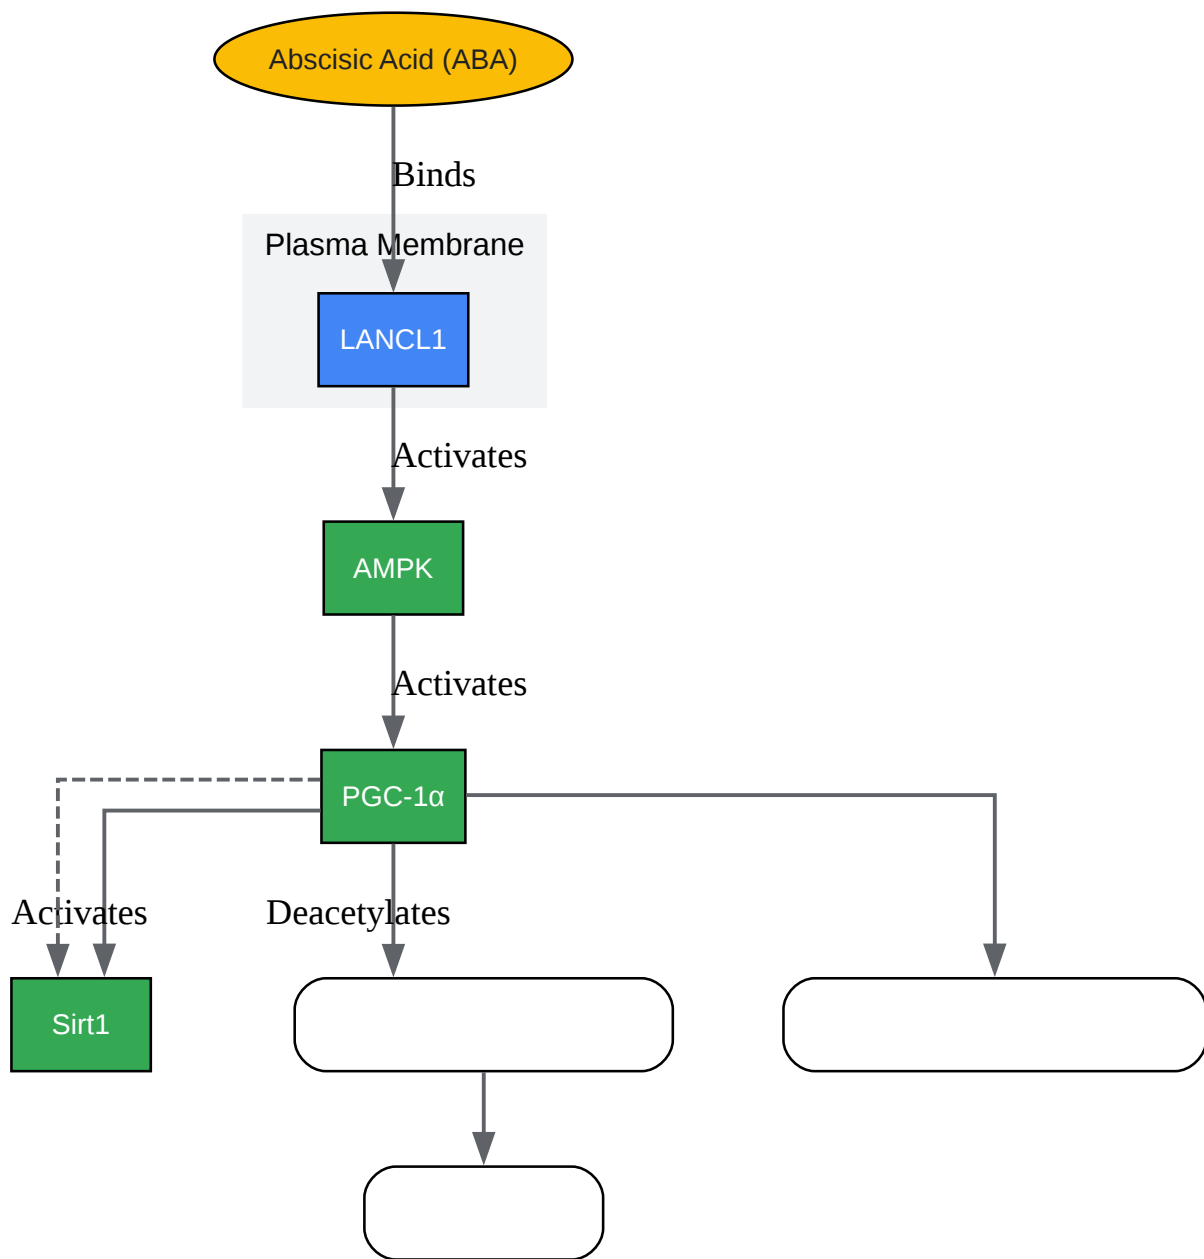 Abscisic Acid (ABA)
Binds
Plasma Membrane
LANCL1
Activates
AMPK
Activates
PGC-1α
Activates
Deacetylates
Sirt1